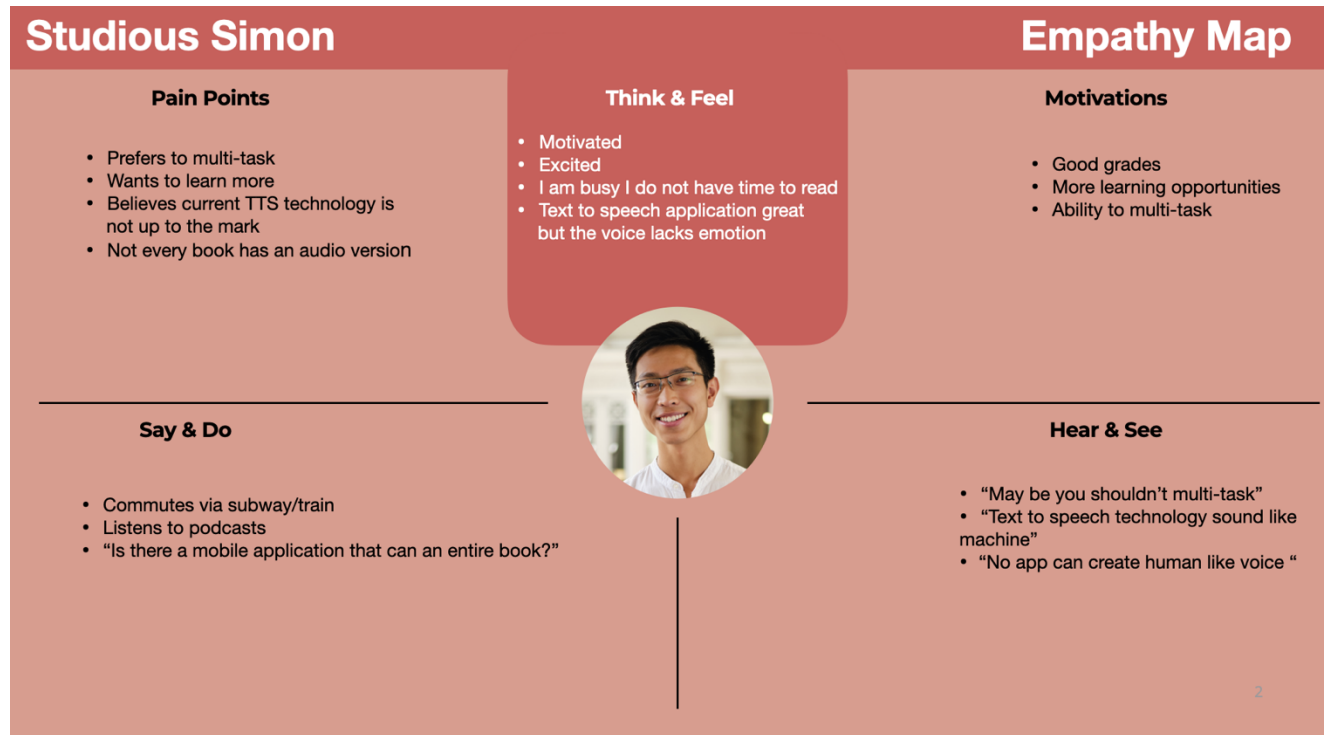 Studious Simon
Empathy Map
Pain Points
• Prefers to multi-task
• Wants to learn more
• Believes current TTS technology is
not up to the mark
• Not every book has an audio version
Think & Feel
• Motivated
• Excited
• I am busy I do not have time to read
• Text to speech application great
but the voice lacks emotion
Motivations
• Good grades
• More learning opportunities
• Ability to multi-task
Say & Do
• Commutes via subway/train
• Listens to podcasts
• “Is there a mobile application that can an entire book?”
Hear & See
• “May be you shouldn’t multi-task”
• “Text to speech technology sound like
machine”
• “No app can create human like voice “
2